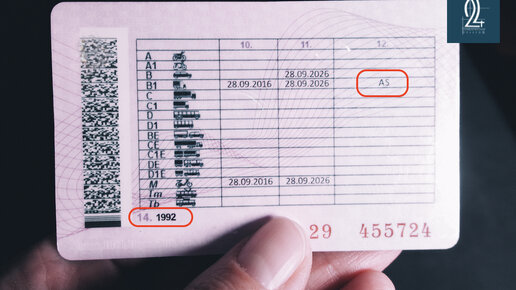 24
10. 11. 12.
A
A1
B 28.09.2026
B1 28.09.2016 28.09.2026 AS
C
C1
D
D1
BE
CE
C1E
DE
D1E
M 28.09.2016 28.09.2026
Tm
Tb
14. 1992
29 455724